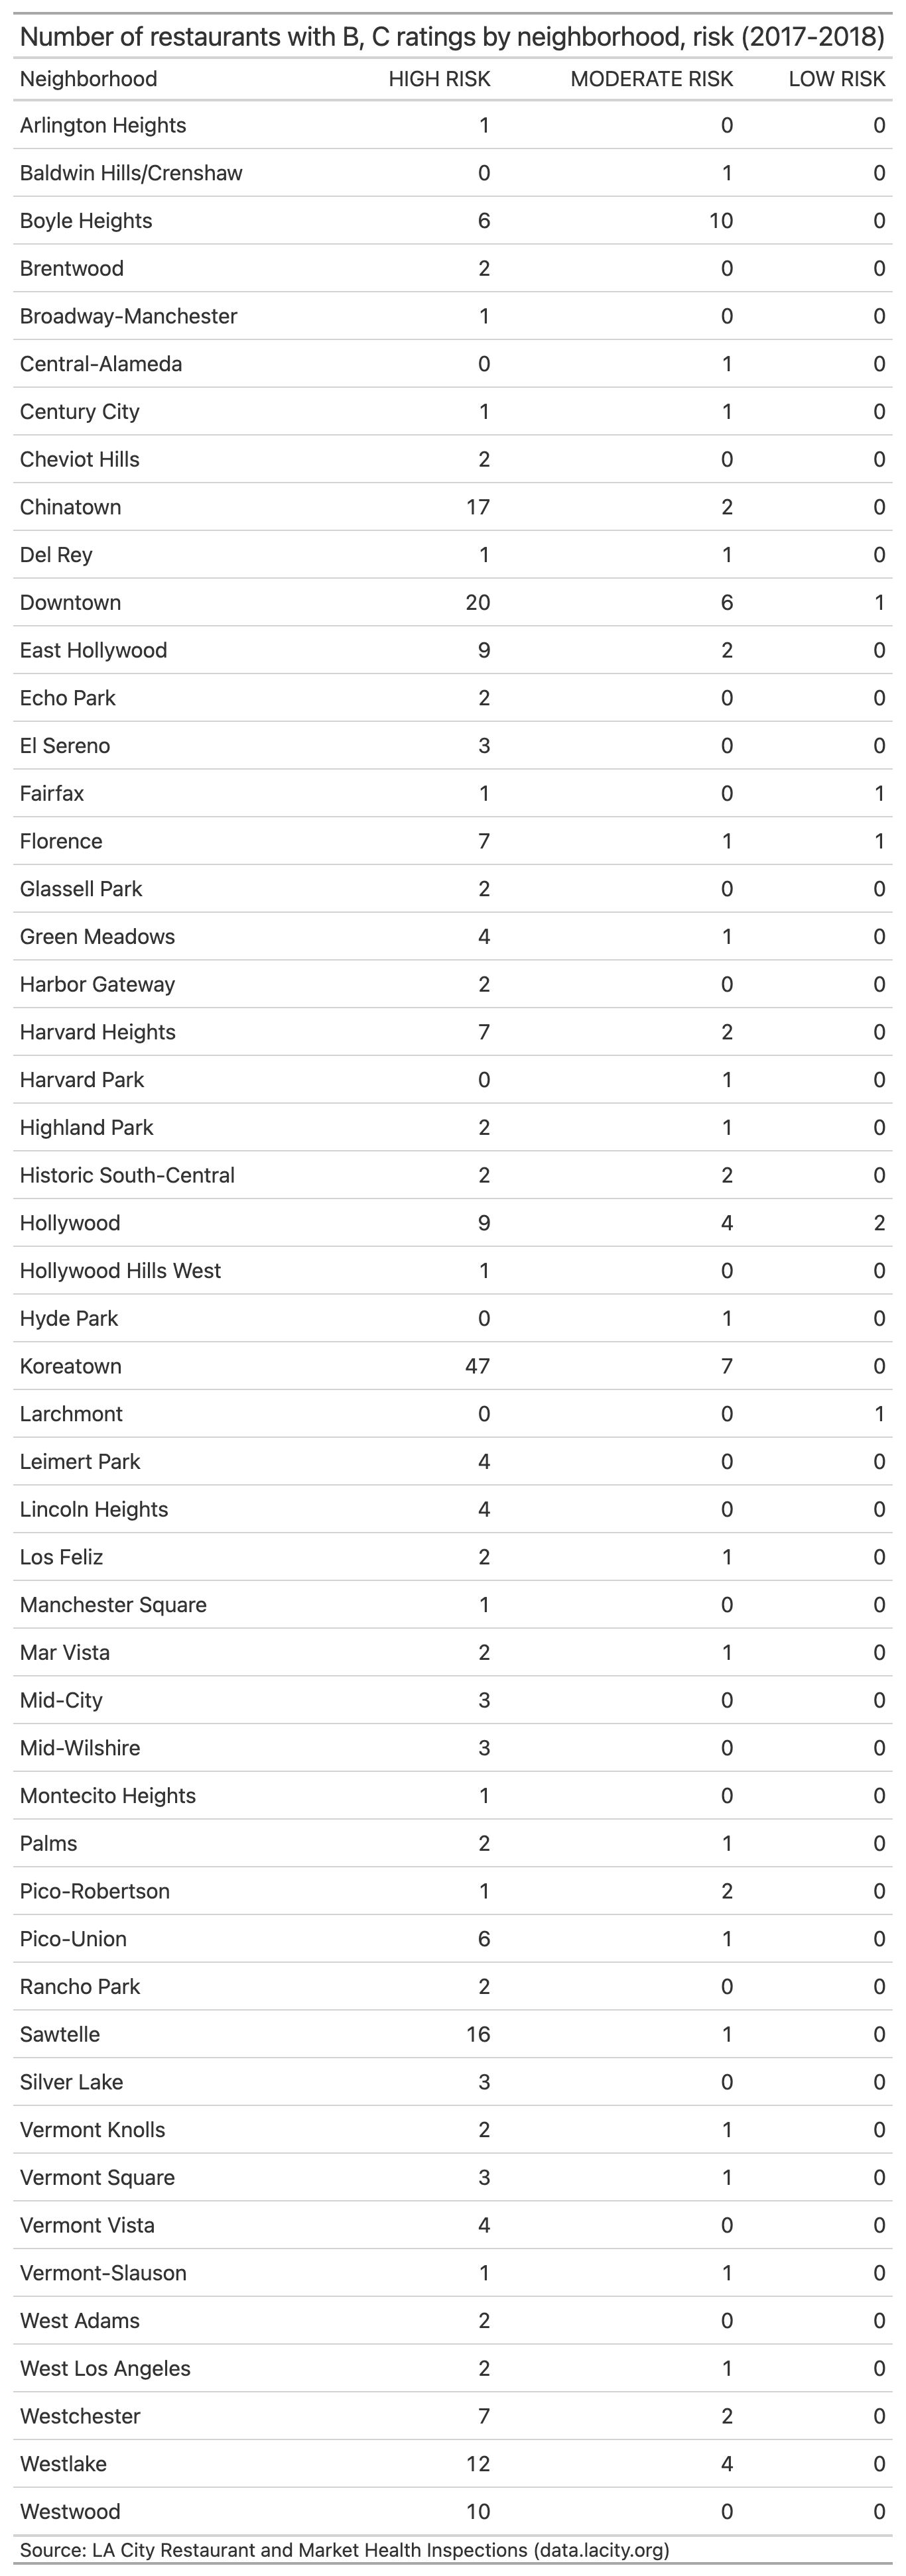 Number of restaurants with B, C ratings by neighborhood, risk (2017-2018)
Neighborhood HIGH RISK MODERATE RISK LOW RISK
Arlington Heights 1 0 0
Baldwin Hills/Crenshaw 0 1 0
Boyle Heights 6 10 0
Brentwood 2 0 0
Broadway-Manchester 1 0 0
Central-Alameda 0 1 0
Century City 1 1 0
Cheviot Hills 2 0 0
Chinatown 17 2 0
Del Rey 1 1 0
Downtown 20 6 1
East Hollywood 9 2 0
Echo Park 2 0 0
El Sereno 3 0 0
Fairfax 1 0 1
Florence 7 1 1
Glassell Park 2 0 0
Green Meadows 4 1 0
Harbor Gateway 2 0 0
Harvard Heights 7 2 0
Harvard Park 0 1 0
Highland Park 2 1 0
Historic South-Central 2 2 0
Hollywood 9 4 2
Hollywood Hills West 1 0 0
Hyde Park 0 1 0
Koreatown 47 7 0
Larchmont 0 0 1
Leimert Park 4 0 0
Lincoln Heights 4 0 0
Los Feliz 2 1 0
Manchester Square 1 0 0
Mar Vista 2 1 0
Mid-City 3 0 0
Mid-Wilshire 3 0 0
Montecito Heights 1 0 0
Palms 2 1 0
Pico-Robertson 1 2 0
Pico-Union 6 1 0
Rancho Park 2 0 0
Sawtelle 16 1 0
Silver Lake 3 0 0
Vermont Knolls 2 1 0
Vermont Square 3 1 0
Vermont Vista 4 0 0
Vermont-Slauson 1 1 0
West Adams 2 0 0
West Los Angeles 2 1 0
Westchester 7 2 0
Westlake 12 4 0
Westwood 10 0 0
Source: LA City Restaurant and Market Health Inspections (data.lacity.org)